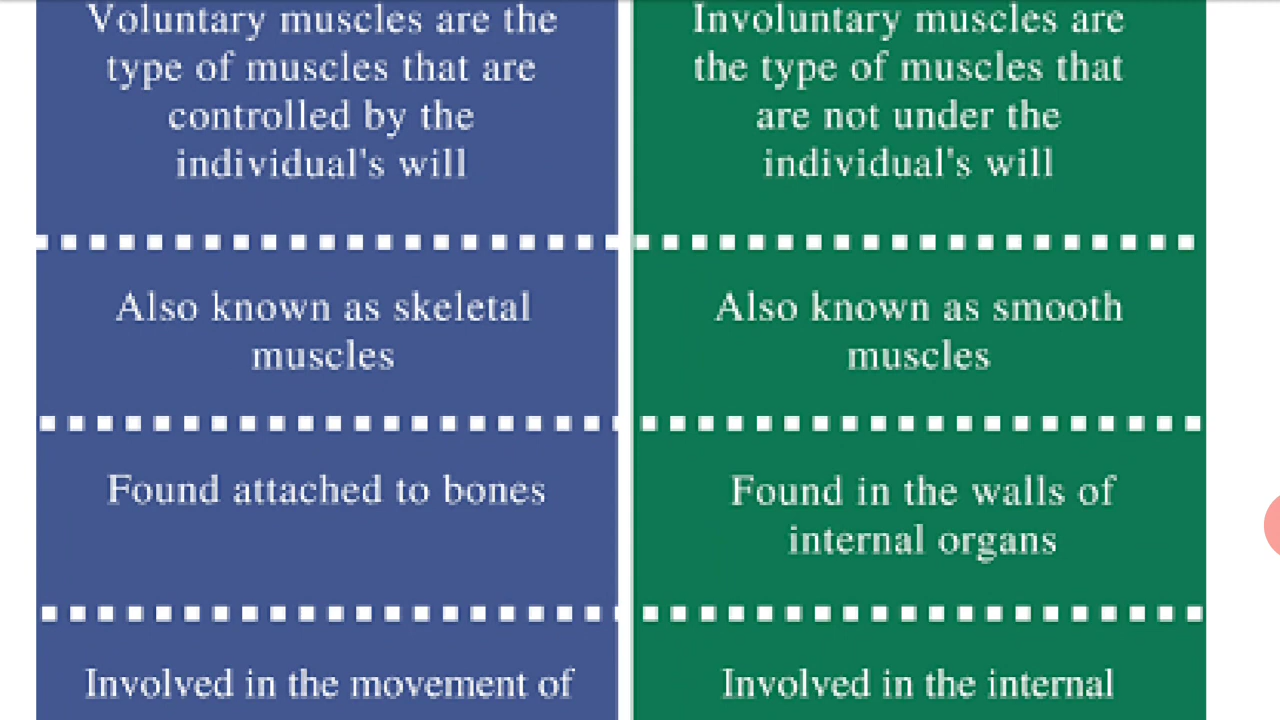 Voluntary muscles are the
type of muscles that are
controlled by the
individual's will
Involuntary muscles are
the type of muscles that
are not under the
individual's will
Also known as skeletal
muscles
Also known as smooth
muscles
Found attached to bones
Found in the walls of
internal organs
Involved in the movement of
Involved in the internal